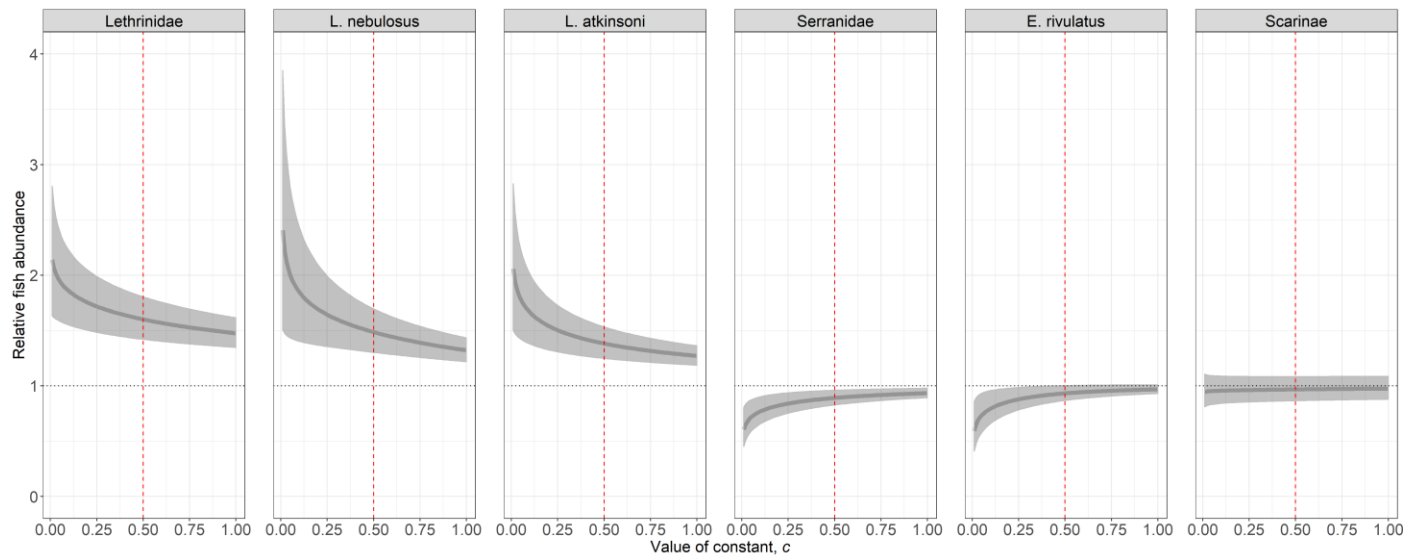 Lethrinidae
L. nebulosus
L. atkinsoni
Serranidae
E. rivulatus
Scarinae
Relative fish abundance
4
3
2
1
0
0.00 0.25 0.50 0.75 1.00
0.00 0.25 0.50 0.75 1.00
0.00 0.25 0.50 0.75 1.00
0.00 0.25 0.50 0.75 1.00
0.00 0.25 0.50 0.75 1.00
0.00 0.25 0.50 0.75 1.00
Value of constant, c